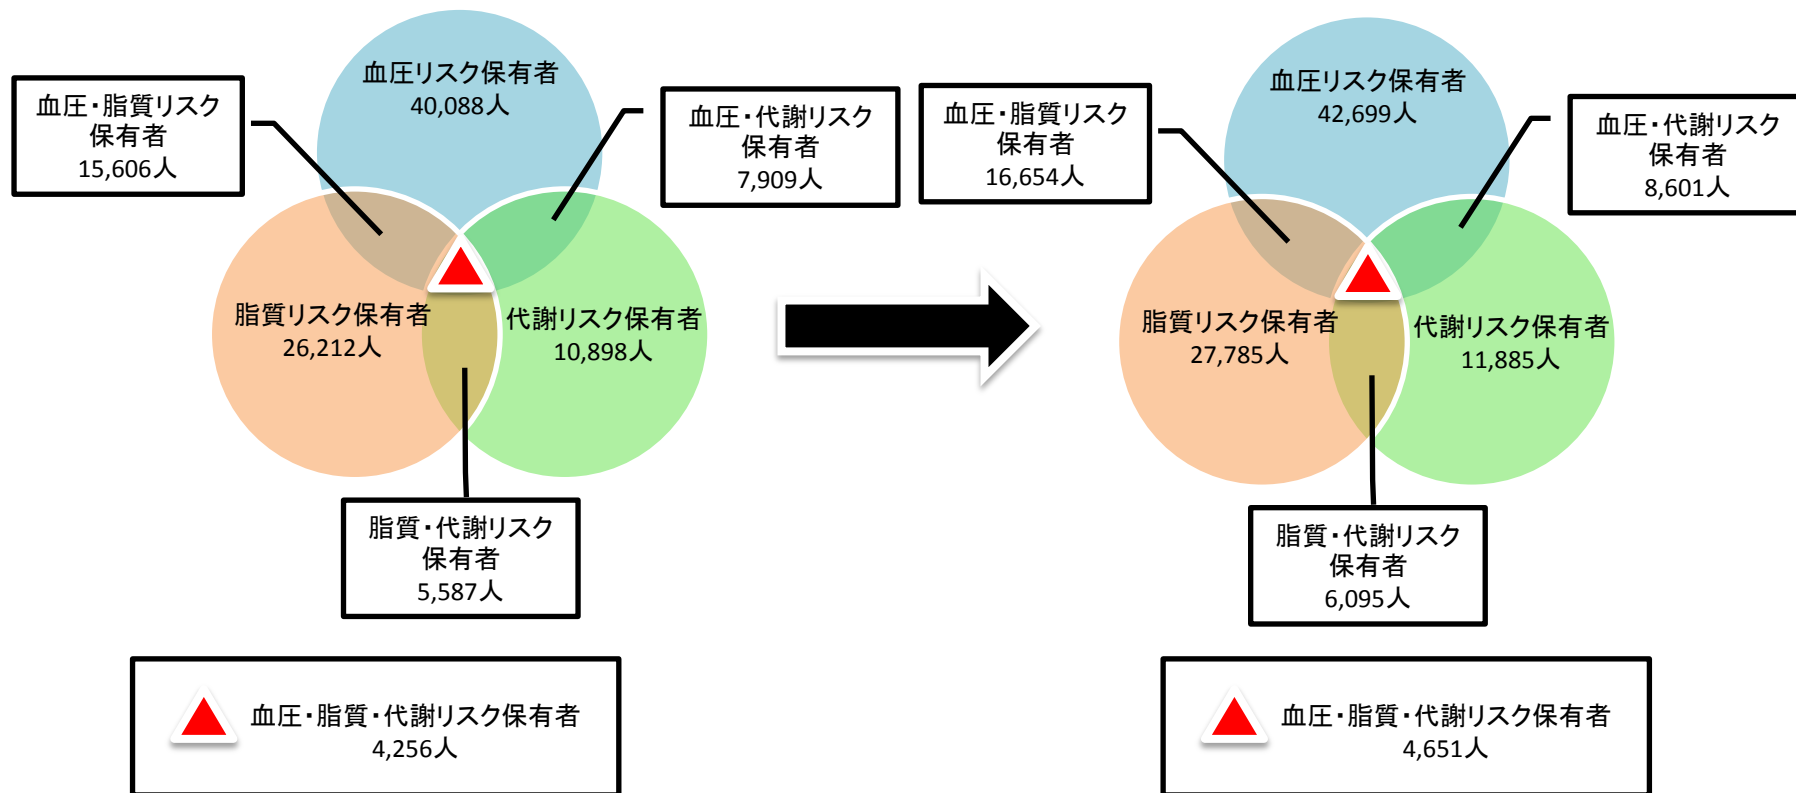 血圧リスク保有者
40,088人
血圧・脂質リスク
保有者
15,606人
血圧・代謝リスク
保有者
7,909人
脂質リスク保有者
26,212人
代謝リスク保有者
10,898人
脂質・代謝リスク
保有者
5,587人
血圧・脂質・代謝リスク保有者
4,256人
血圧リスク保有者
42,699人
血圧・脂質リスク
保有者
16,654人
血圧・代謝リスク
保有者
8,601人
脂質リスク保有者
27,785人
代謝リスク保有者
11,885人
脂質・代謝リスク
保有者
6,095人
血圧・脂質・代謝リスク保有者
4,651人